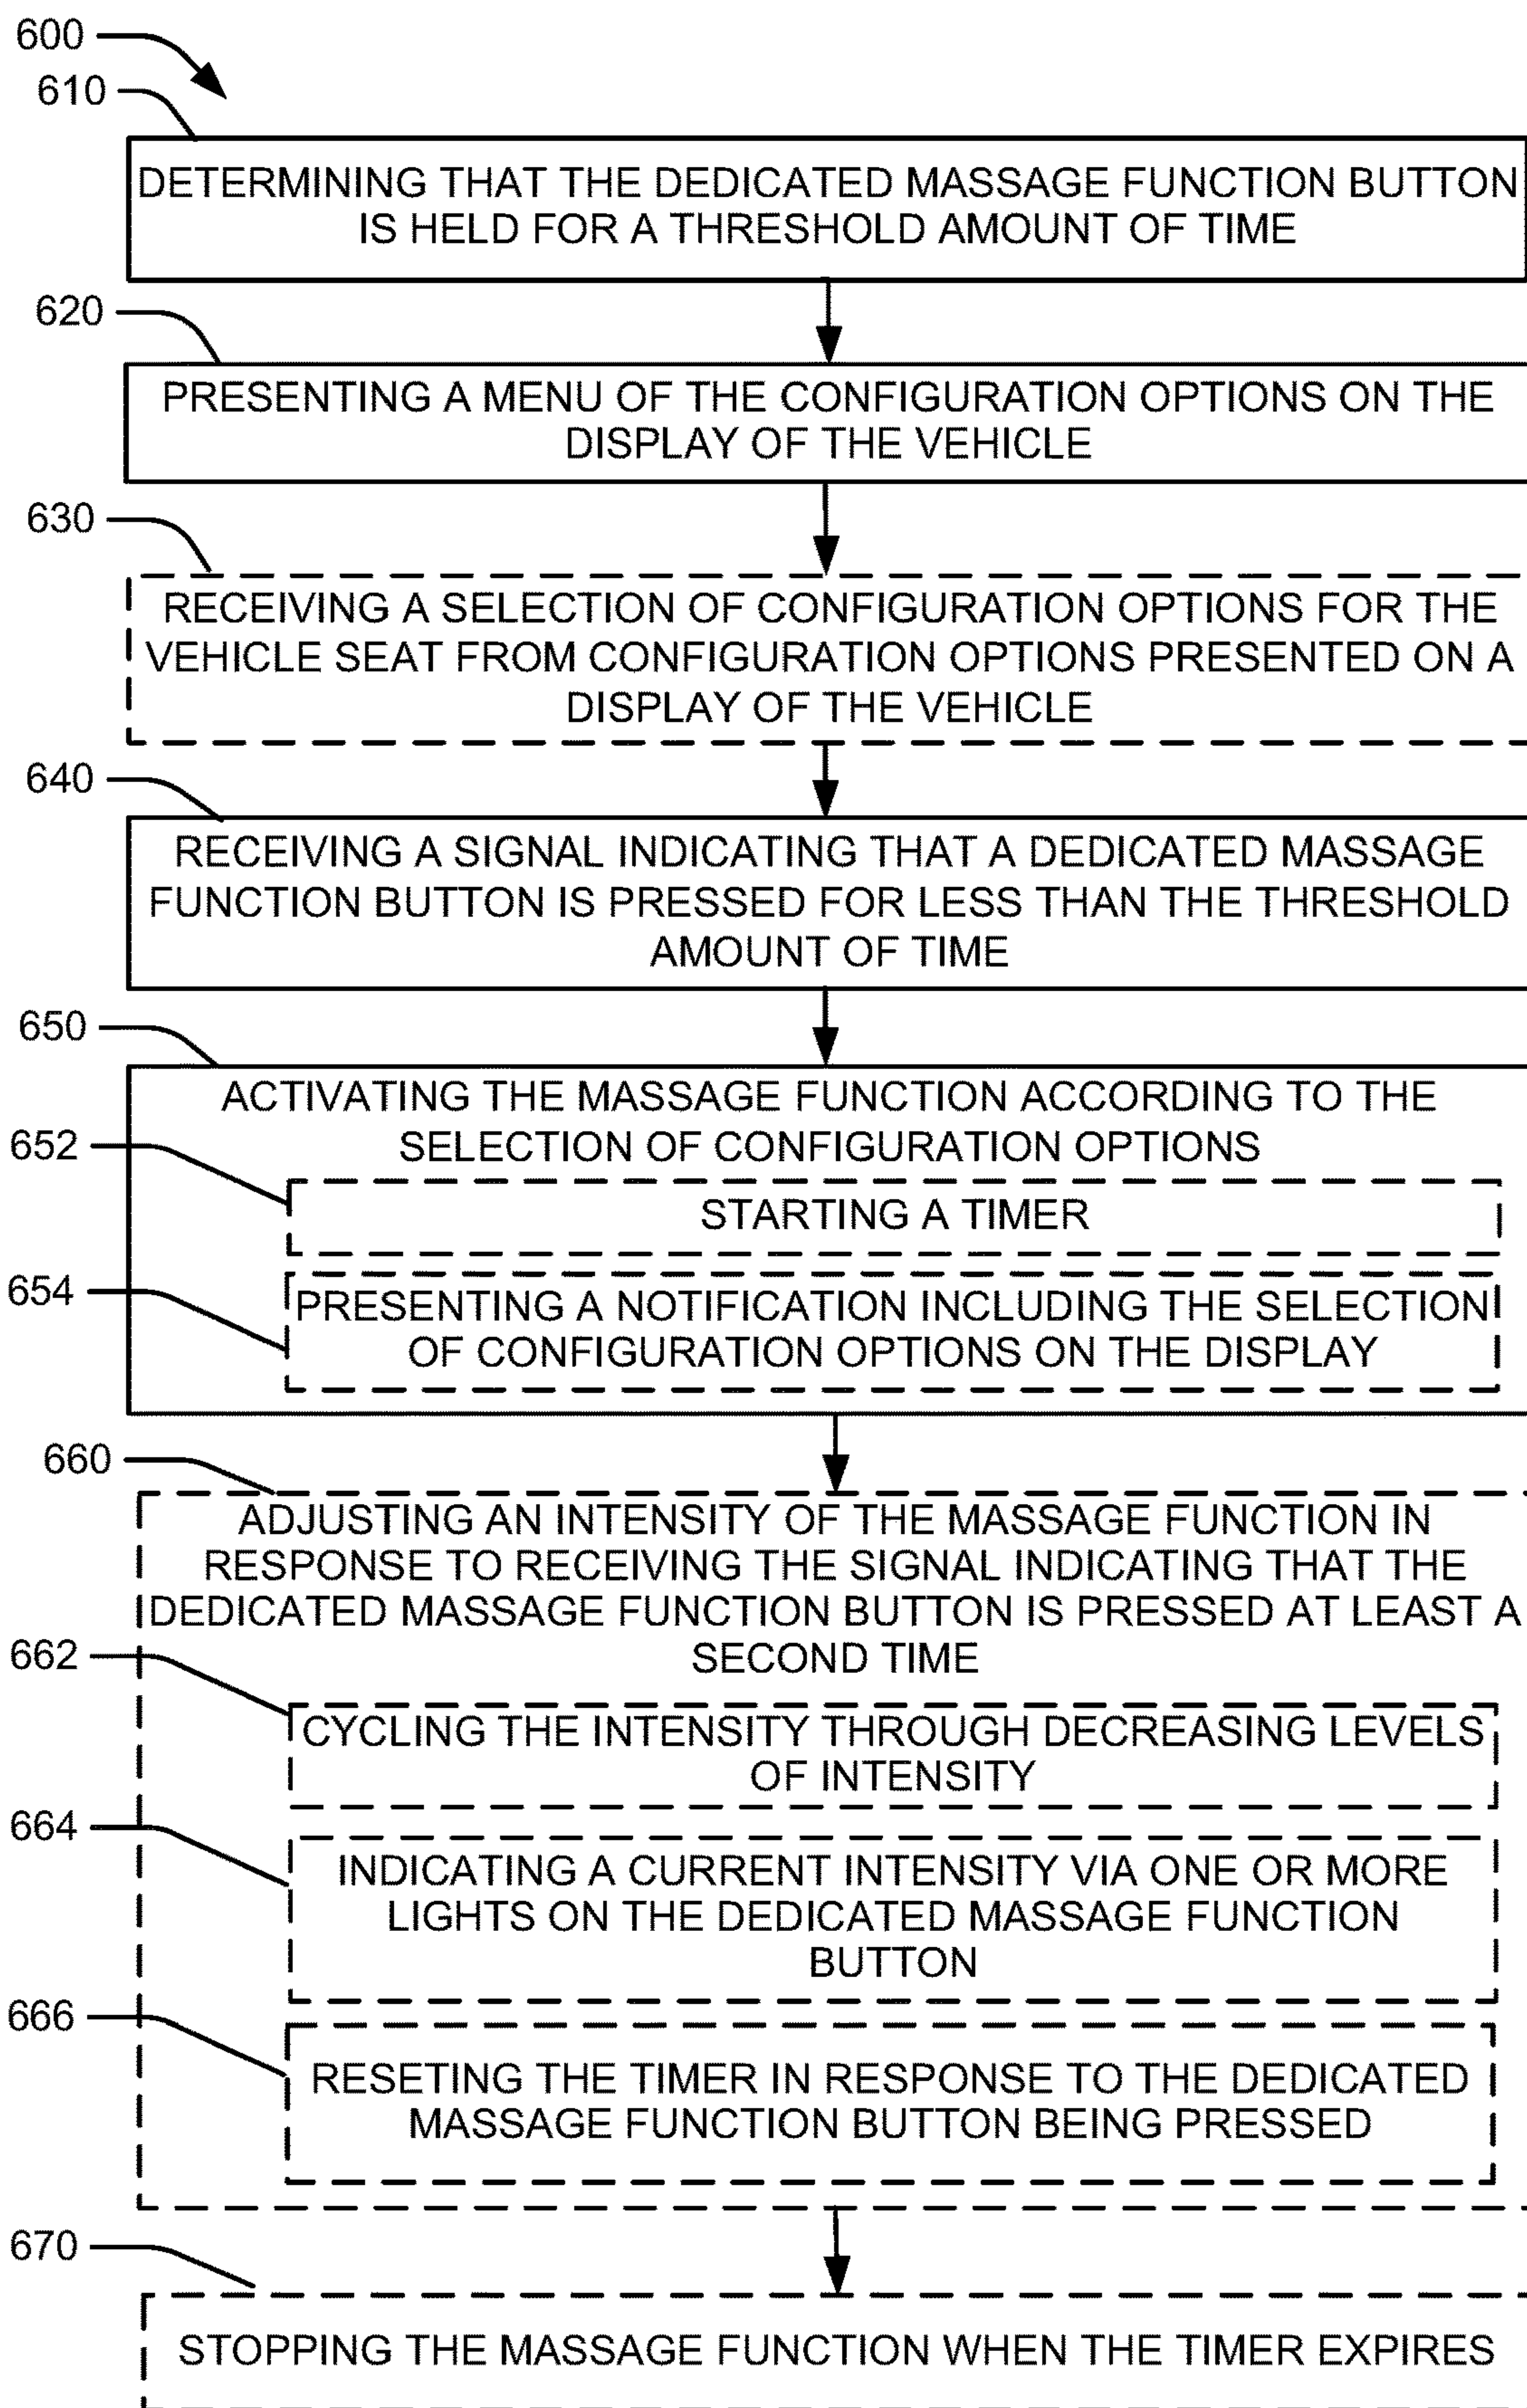 600
610
DETERMINING THAT THE DEDICATED MASSAGE FUNCTION BUTTON
IS HELD FOR A THRESHOLD AMOUNT OF TIME
620
PRESENTING A MENU OF THE CONFIGURATION OPTIONS ON THE
DISPLAY OF THE VEHICLE
630
RECEIVING A SELECTION OF CONFIGURATION OPTIONS FOR THE
VEHICLE SEAT FROM CONFIGURATION OPTIONS PRESENTED ON A
DISPLAY OF THE VEHICLE
640
RECEIVING A SIGNAL INDICATING THAT A DEDICATED MASSAGE
FUNCTION BUTTON IS PRESSED FOR LESS THAN THE THRESHOLD
AMOUNT OF TIME
650
ACTIVATING THE MASSAGE FUNCTION ACCORDING TO THE
SELECTION OF CONFIGURATION OPTIONS
652
STARTING A TIMER
654
PRESENTING A NOTIFICATION INCLUDING THE SELECTION
OF CONFIGURATION OPTIONS ON THE DISPLAY
660
ADJUSTING AN INTENSITY OF THE MASSAGE FUNCTION IN
RESPONSE TO RECEIVING THE SIGNAL INDICATING THAT THE
DEDICATED MASSAGE FUNCTION BUTTON IS PRESSED AT LEAST A
SECOND TIME
662
CYCLING THE INTENSITY THROUGH DECREASING LEVELS
OF INTENSITY
664
INDICATING A CURRENT INTENSITY VIA ONE OR MORE
LIGHTS ON THE DEDICATED MASSAGE FUNCTION
BUTTON
666
RESETING THE TIMER IN RESPONSE TO THE DEDICATED
MASSAGE FUNCTION BUTTON BEING PRESSED
670
STOPPING THE MASSAGE FUNCTION WHEN THE TIMER EXPIRES